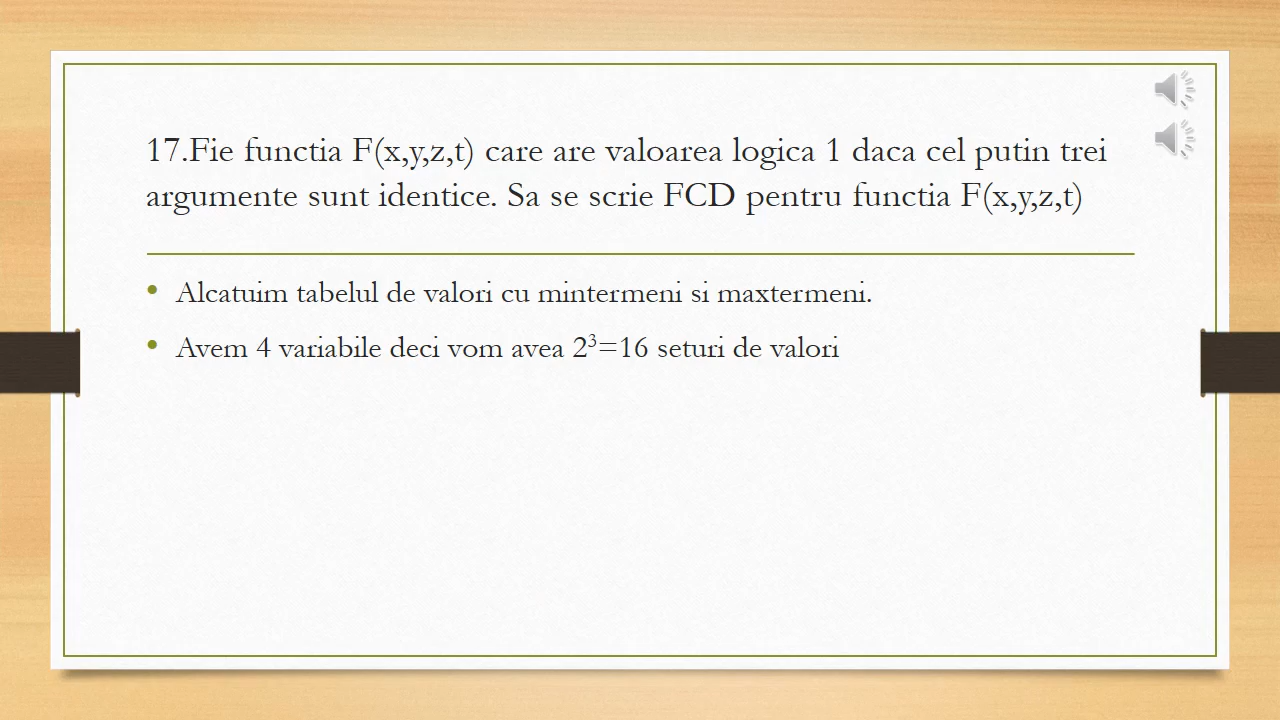 17.Fie functia F(x,y,z,t) care are valoarea logica 1 daca cel putin trei
argumente sunt identice. Sa se scrie FCD pentru functia F(x,y,z,t)
• Alcatuim tabelul de valori cu mintermeni si maxtermeni.
• Avem 4 variabile deci vom avea 2³=16 seturi de valori